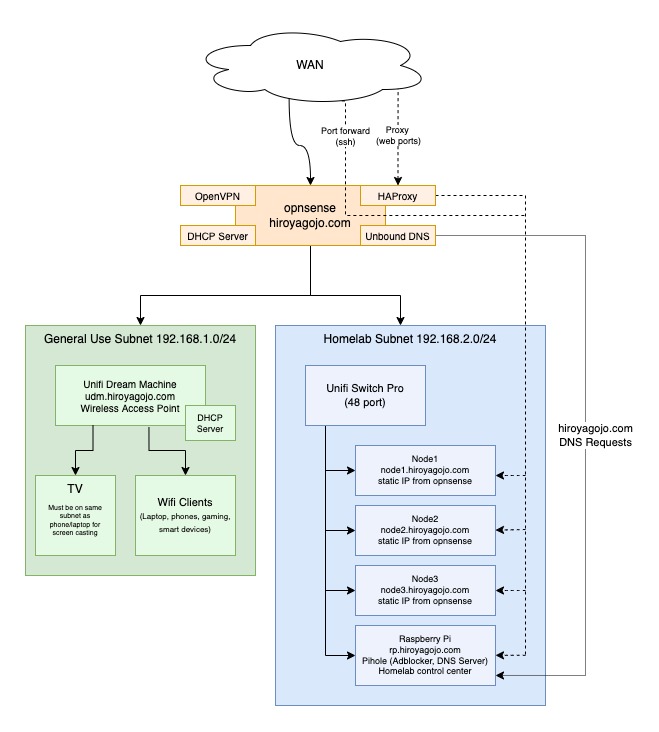 WAN
Port forward
(ssh)
Proxy
(web ports)
OpenVPN
HAProxy
opnsense
hiroyagojo.com
DHCP Server
Unbound DNS
General Use Subnet 192.168.1.0/24
Unifi Dream Machine
udm.hiroyagojo.com
Wireless Access Point
DHCP
Server
TV
Must be on same
subnet as
phone/laptop for
screen casting
Wifi Clients
(Laptop, phones, gaming,
smart devices)
Homelab Subnet 192.168.2.0/24
Unifi Switch Pro
(48 port)
Node1
node1.hiroyagojo.com
static IP from opnsense
Node2
node2.hiroyagojo.com
static IP from opnsense
Node3
node3.hiroyagojo.com
static IP from opnsense
Raspberry Pi
rp.hiroyagojo.com
Pihole (Adblocker, DNS Server)
Homelab control center
hiroyagojo.com
DNS Requests